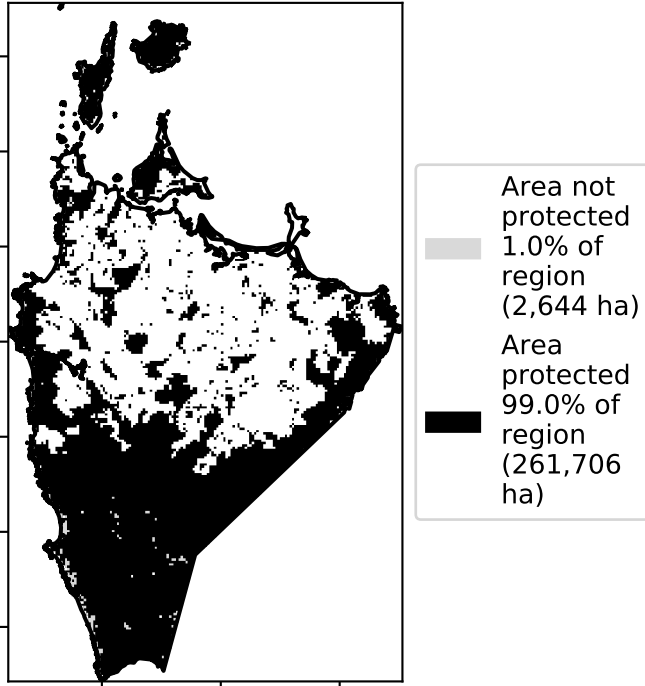 Area not
protected
1.0% of
region
(2,644 ha)
Area
protected
99.0% of
region
(261,706
ha)